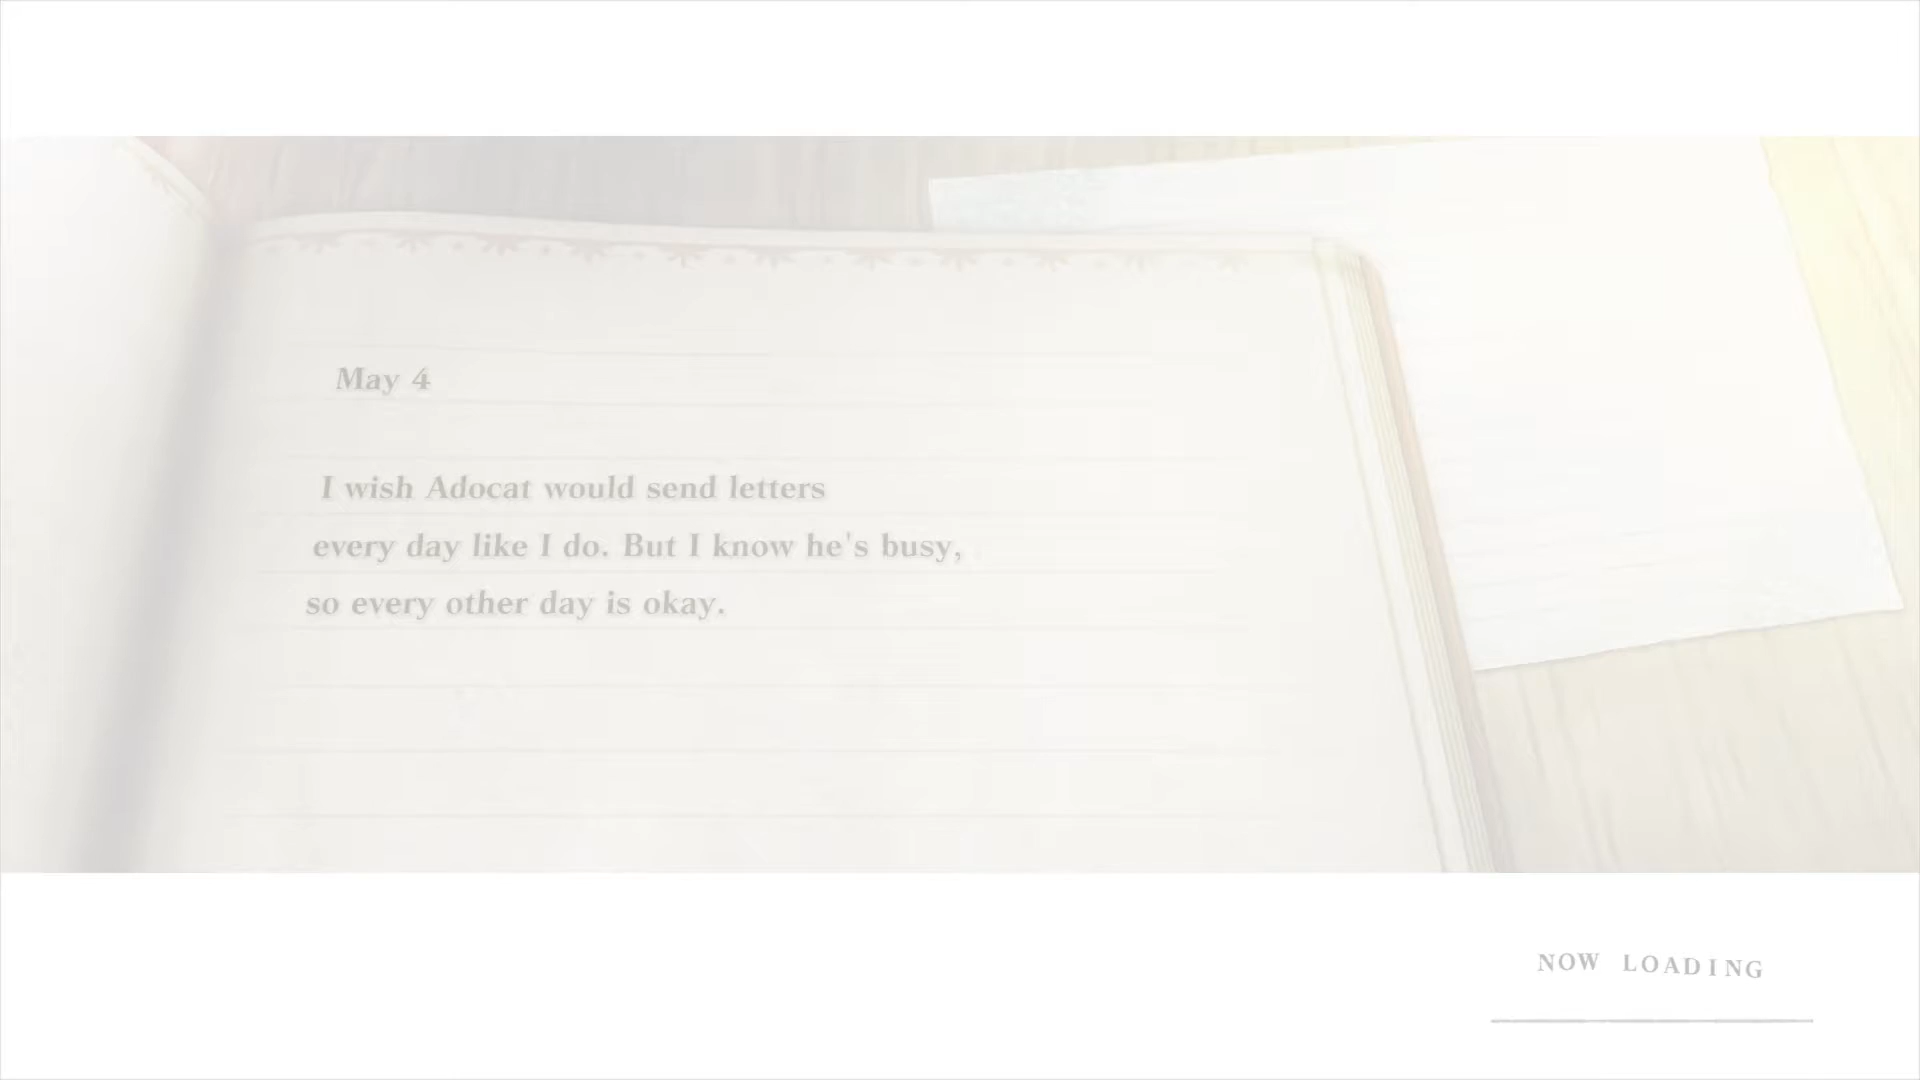 May 4
I wish Adocat would send letters
every day like I do. But I know he's busy,
so every other day is okay.
NOW LOADING